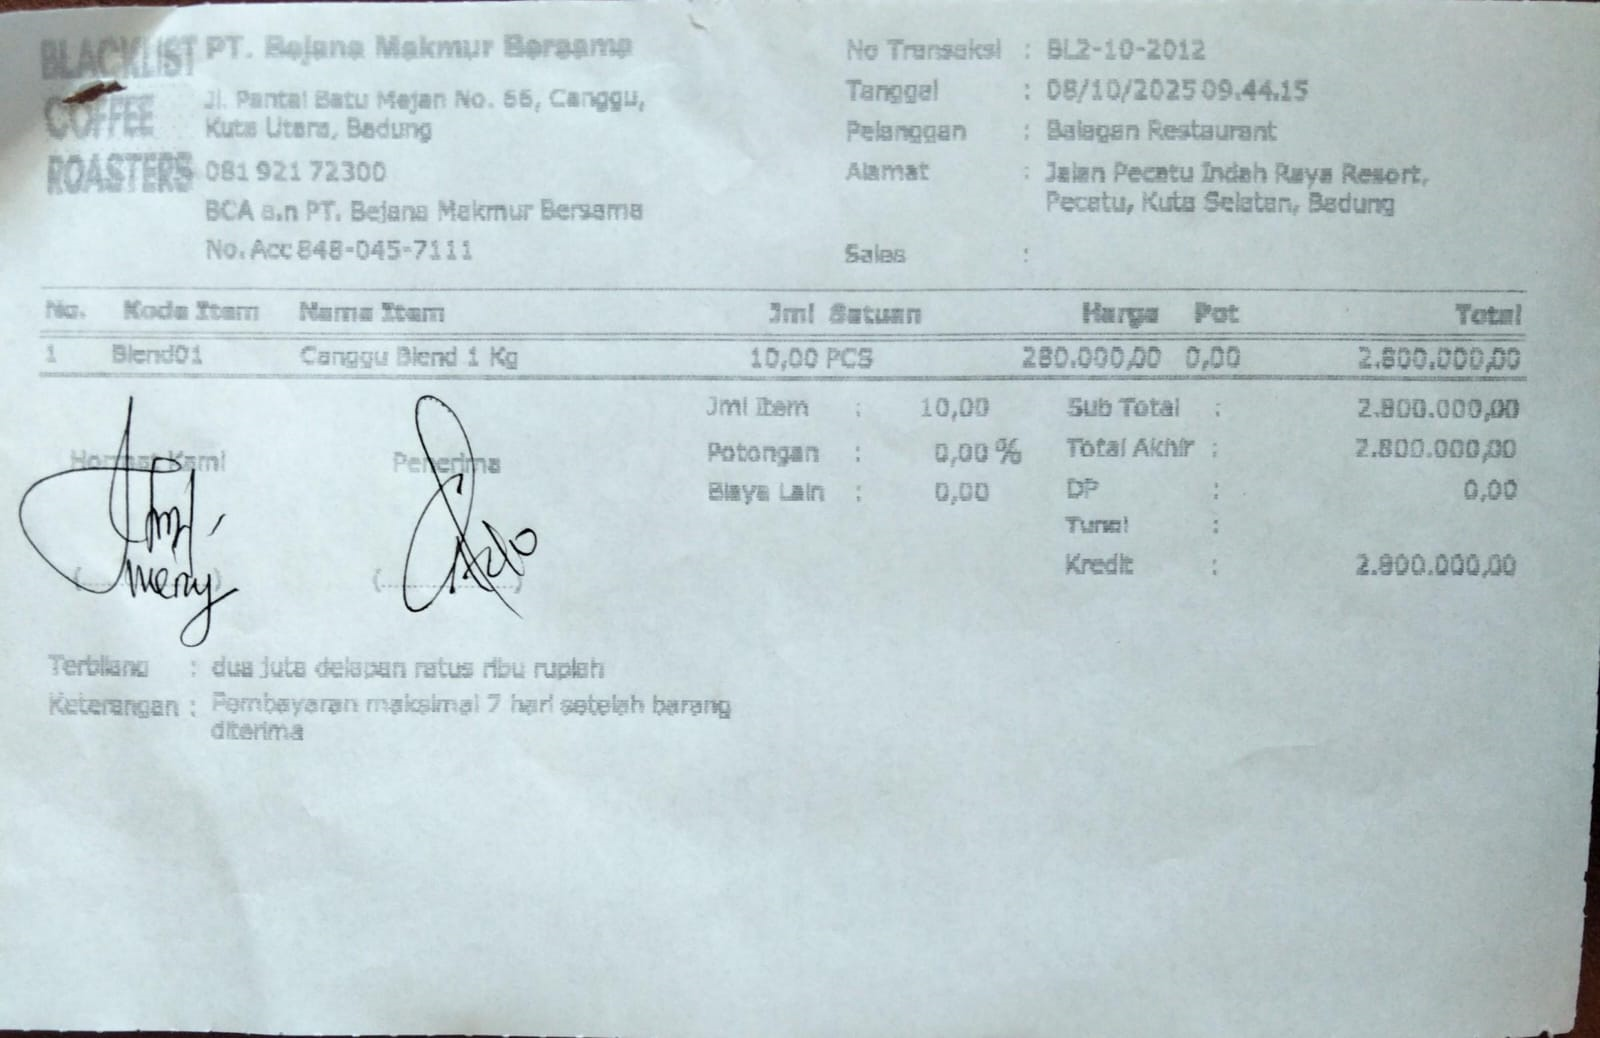 BLACKLIST
COFFEE
ROASTERS
PT. Bejana Makmur Bersama
Jl. Pantai Batu Mejan No. 66, Canggu,
Kuta Utara, Badung
081 921 72300
BCA a.n PT. Bejana Makmur Bersama
No. Acc 848-045-7111
No Transaksi : BL2-10-2012
Tanggal : 08/10/2025 09.44.15
Pelanggan : Balagan Restaurant
Alamat : Jalan Pecatu Indah Raya Resort,
Pecatu, Kuta Selatan, Badung
Sales :
No. Kode Item Nama Item Jml Satuan Harga Pot Total
1 Blend01 Canggu Blend 1 Kg 10,00 PCS 280.000,00 0,00 2.800.000,00
Jml Item : 10,00 Sub Total : 2.800.000,00
Potongan : 0,00 % Total Akhir : 2.800.000,00
Biaya Lain : 0,00 DP : 0,00
Tunai :
Kredit : 2.800.000,00
Hormat Kami Penerima
(............) (....................)
merry
Terbilang : dua juta delapan ratus ribu rupiah
Keterangan : Pembayaran maksimal 7 hari setelah barang
diterima